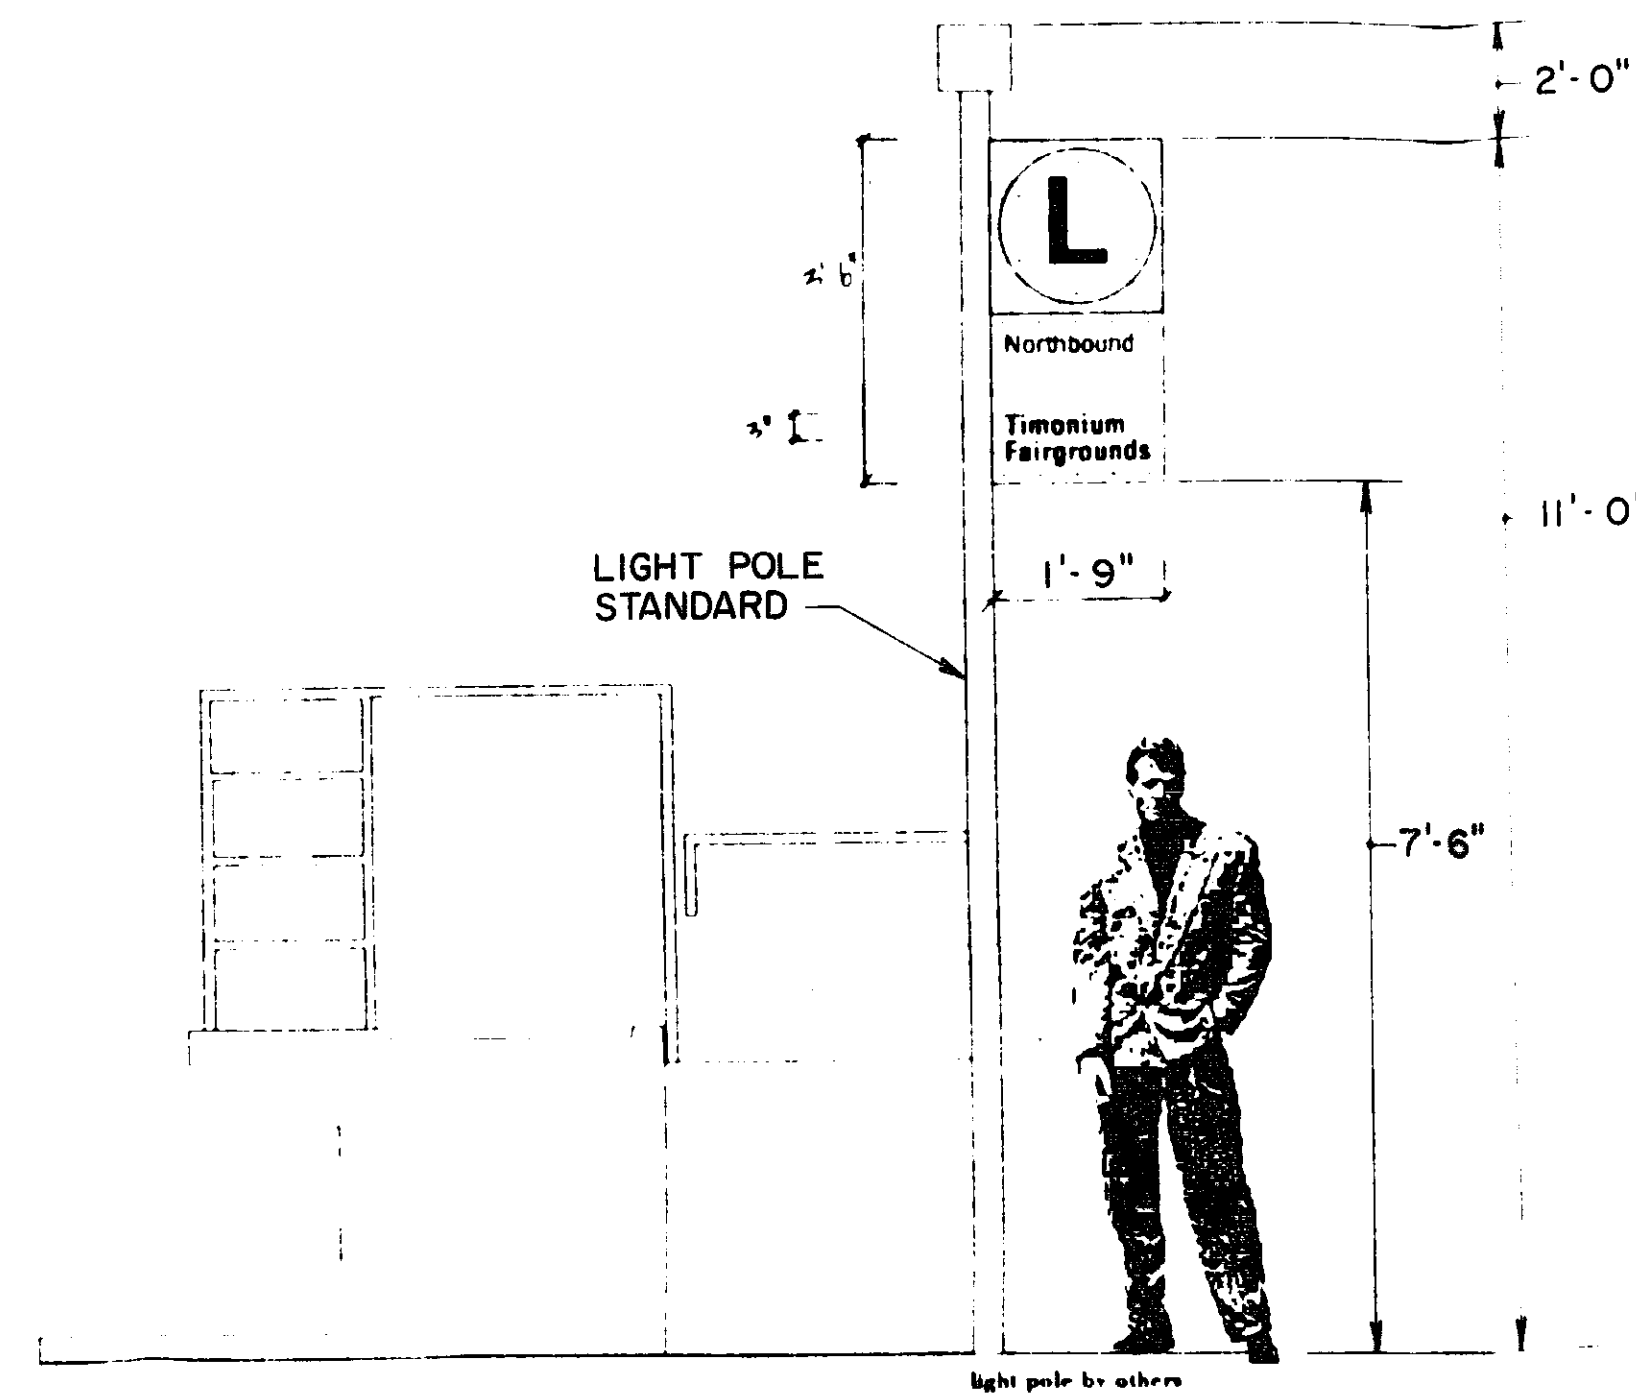 2'-0"
L
2' 6"
Northbound
3"
Timonium
Fairgrounds
11'-0"
LIGHT POLE
STANDARD
1'-9"
7'-6"
light pole by others